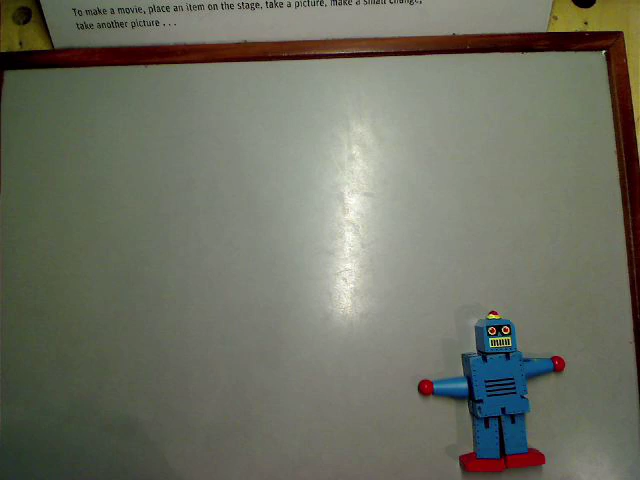 To make a movie, place an item on the stage, take a picture, make a small change,
take another picture . . .